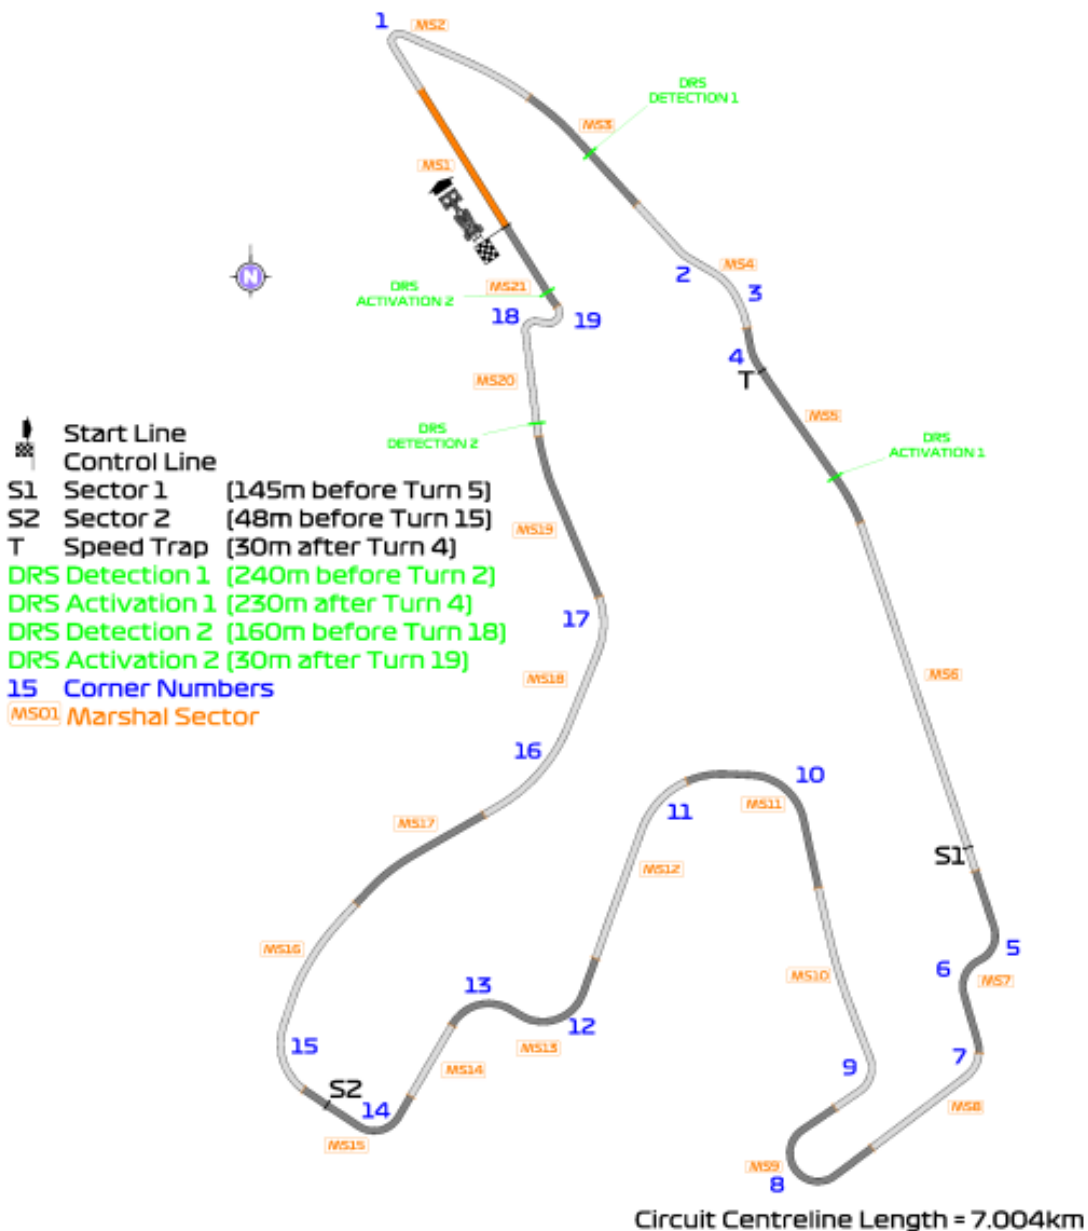 1
MS2
DRS
DETECTION 1
MS3
MS1
2
MS4
3
N
DRS
ACTIVATION 2
MS21
18
19
4
T
MS20
MS5
DRS
DETECTION 2
DRS
ACTIVATION 1
Start Line
Control Line
S1 Sector 1 (145m before Turn 5)
S2 Sector 2 (48m before Turn 15)
T Speed Trap (30m after Turn 4)
DRS Detection 1 (240m before Turn 2)
DRS Activation 1 (230m after Turn 4)
DRS Detection 2 (160m before Turn 18)
DRS Activation 2 (30m after Turn 19)
15 Corner Numbers
MS01 Marshal Sector
MS19
17
MS18
MS6
16
10
11
MS11
MS17
S1
MS12
MS16
5
6
MS7
MS10
13
12
15
MS13
7
9
MS14
S2
14
MS8
MS15
MS9
8
Circuit Centreline Length = 7.004km